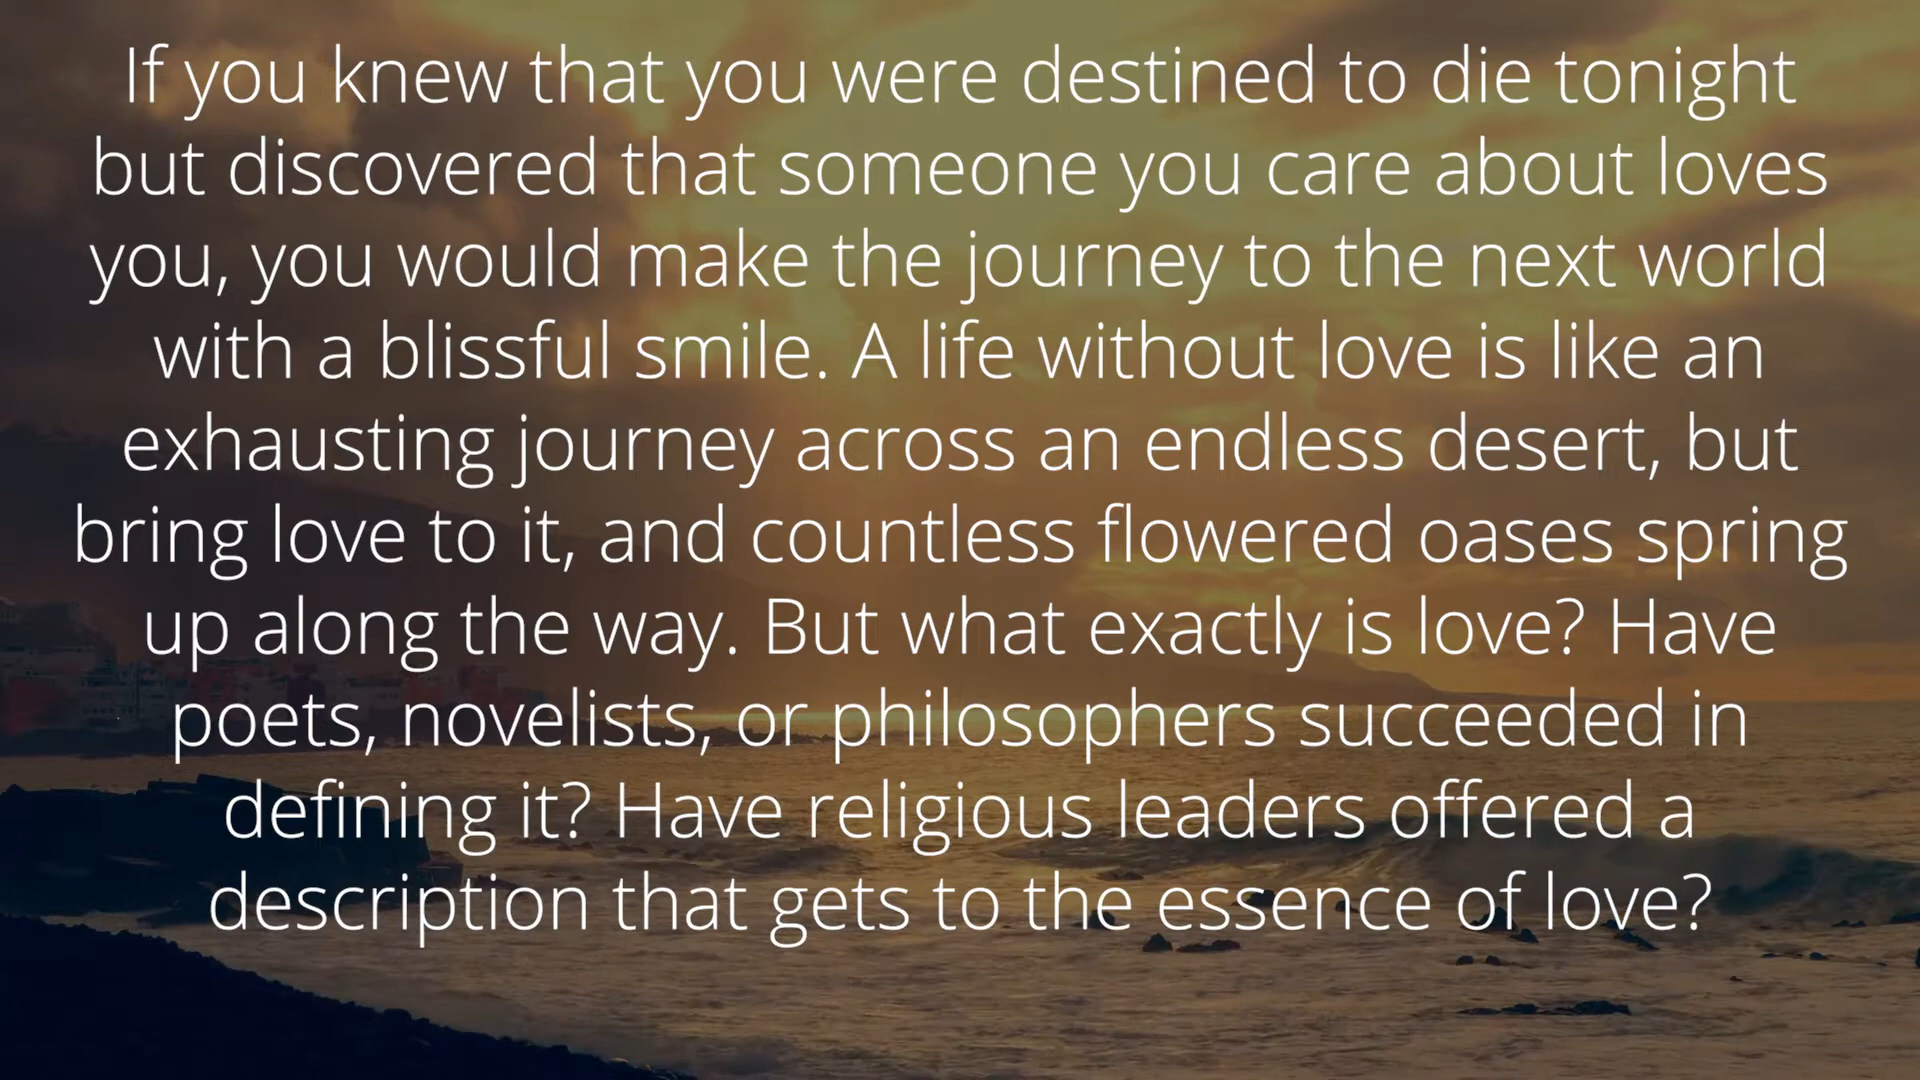 If you knew that you were destined to die tonight
but discovered that someone you care about loves
you, you would make the journey to the next world
with a blissful smile. A life without love is like an
exhausting journey across an endless desert, but
bring love to it, and countless flowered oases spring
up along the way. But what exactly is love? Have
poets, novelists, or philosophers succeeded in
defining it? Have religious leaders offered a
description that gets to the essence of love?